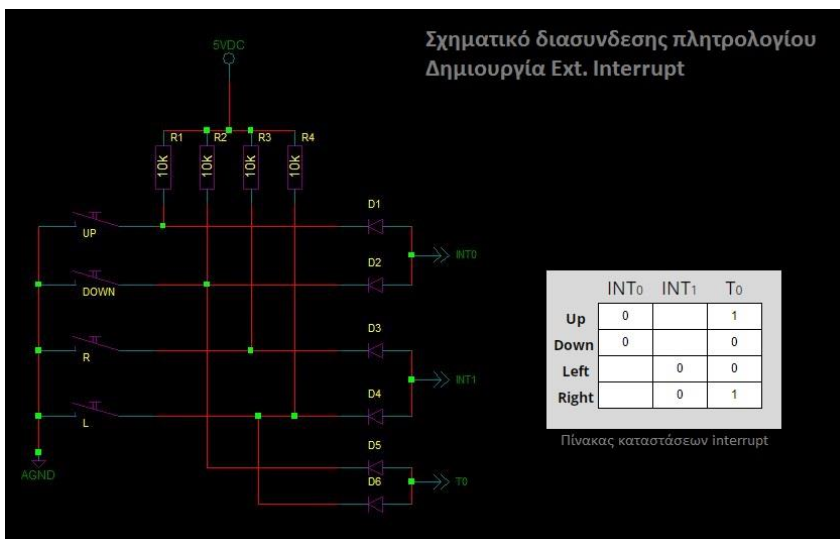 Σχηματικό διασυνδεσης πλητρολογίου
Δημιουργία Ext. Interrupt
5VDC
R1 R2 R3 R4
10k 10k 10k 10k
D1
UP
INT0
D2
DOWN
D3
R
INT1
D4
L
D5
AGND
D6
T0
INT0 INT1 T0
Up 0 1
Down 0 0
Left 0 0
Right 0 1
Πίνακας καταστάσεων interrupt